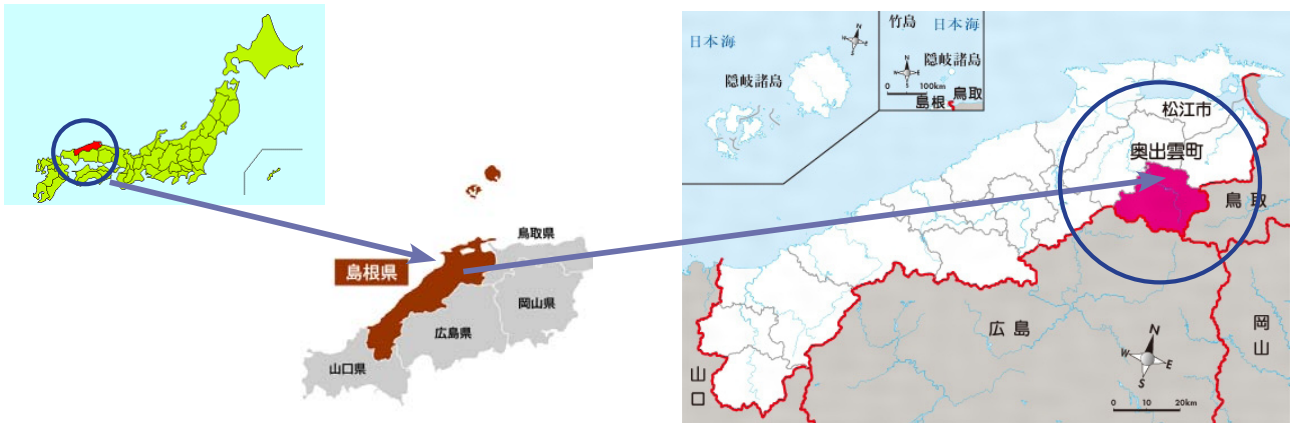 鳥取県
島根県
岡山県
広島県
山口県
日本海
N
W
E
S
隠岐諸島
竹島
日本海
N
W
E
S
隠岐諸島
0
100km
島根
鳥取
松江市
奥出雲町
鳥取
広島
岡山
山口
N
W
E
S
0
10
20km